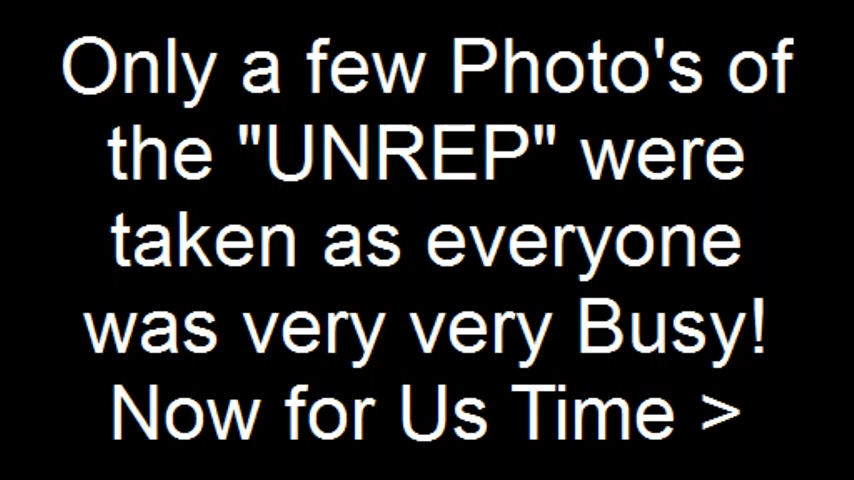 Only a few Photo's of
the "UNREP" were
taken as everyone
was very very Busy!
Now for Us Time >